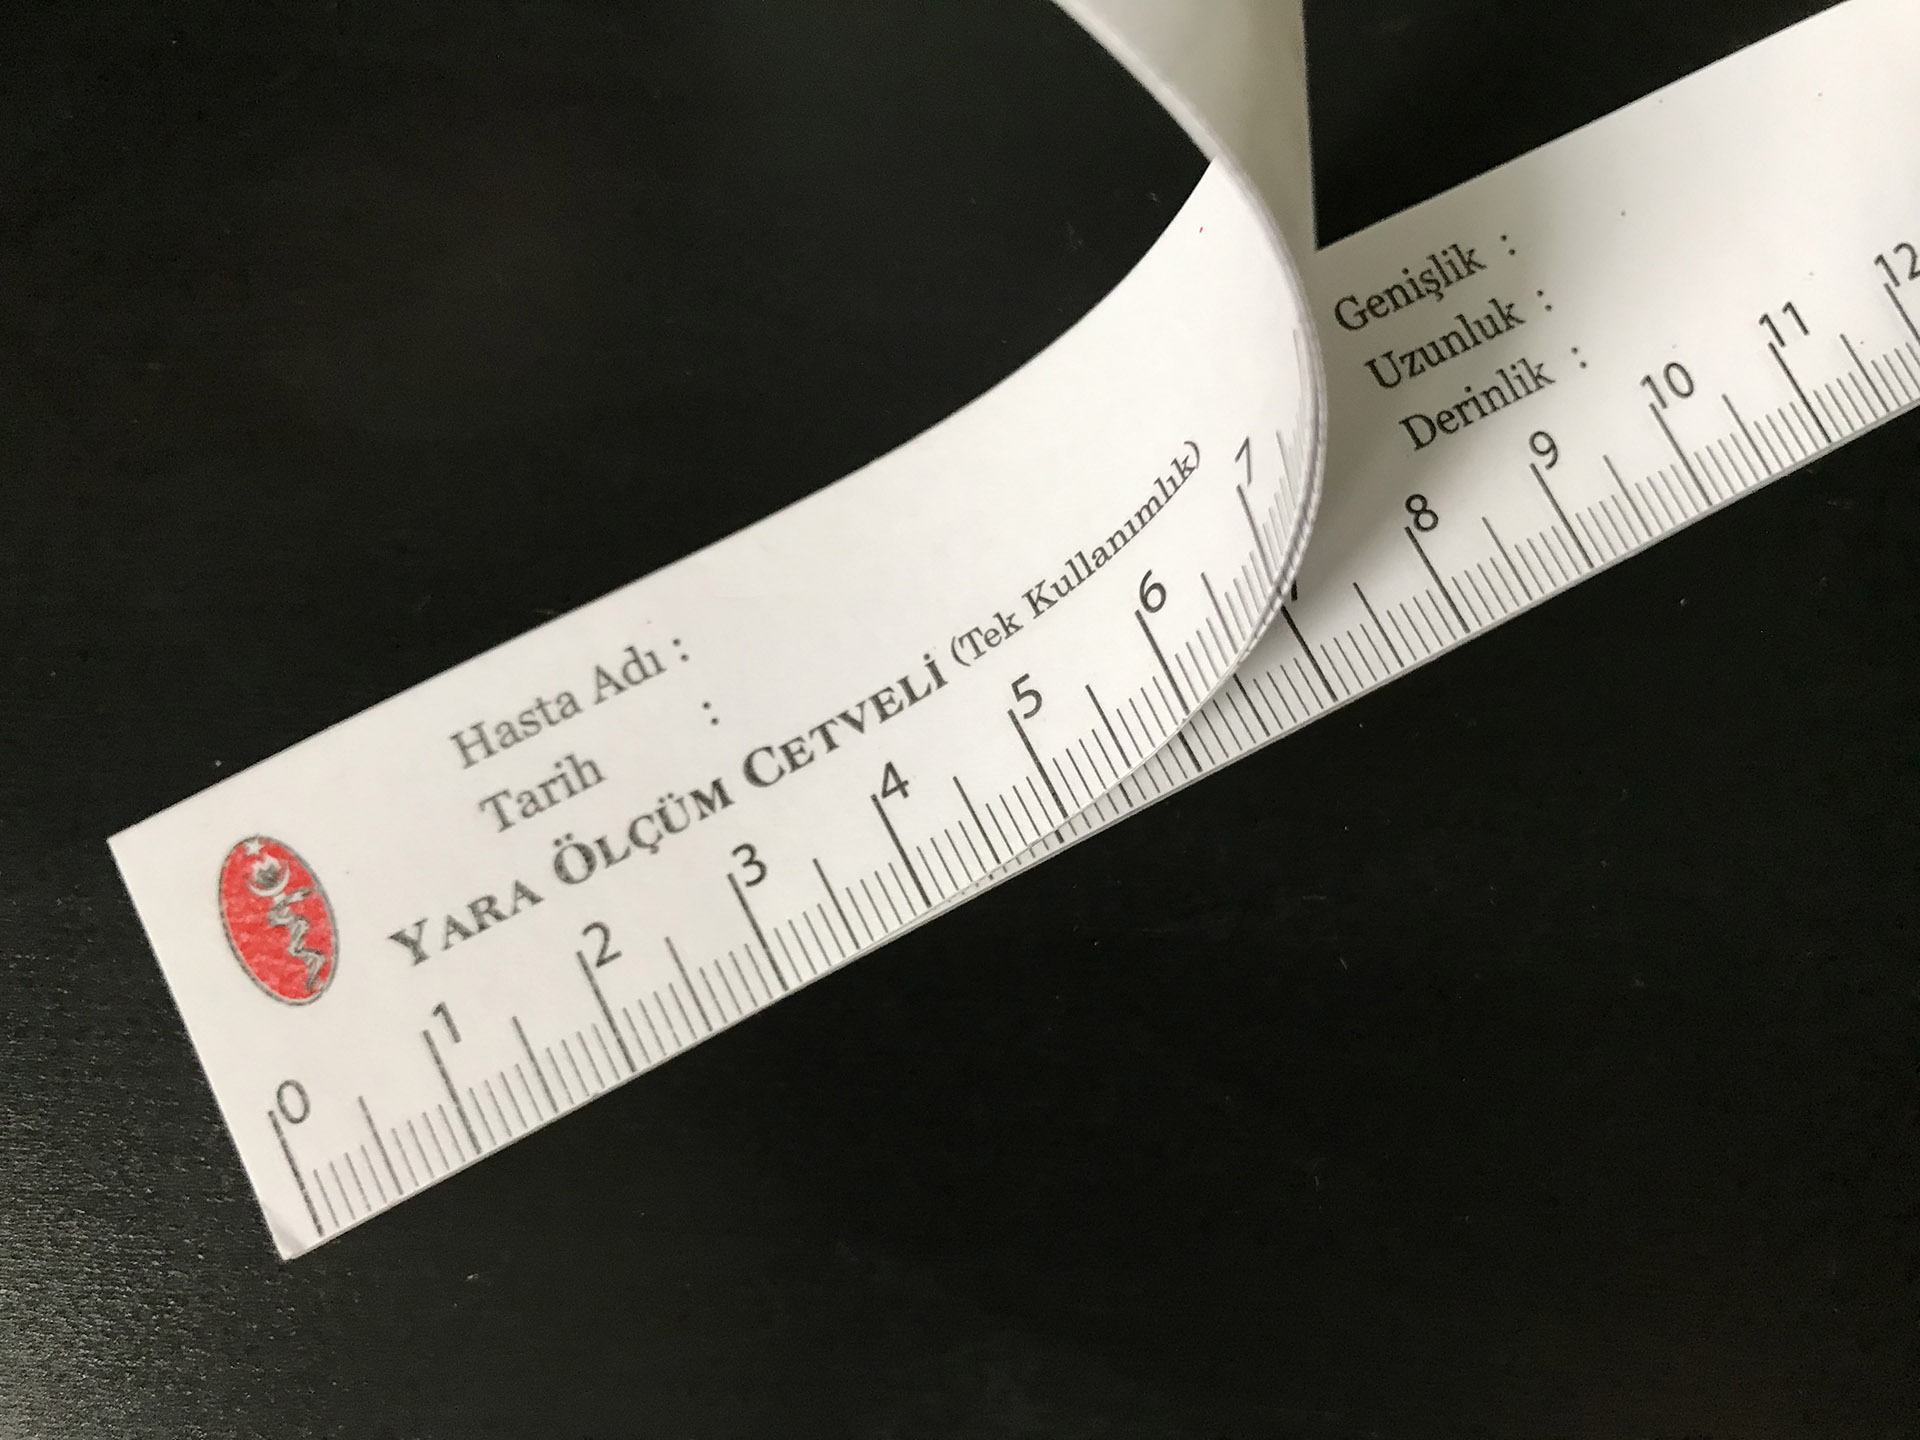 Hasta Adı :
Tarih :
YARA ÖLÇÜM CETVELİ (Tek Kullanımlık)
0 1 2 3 4 5 6 7
Genişlik :
Uzunluk :
Derinlik :
8 9 10 11 12